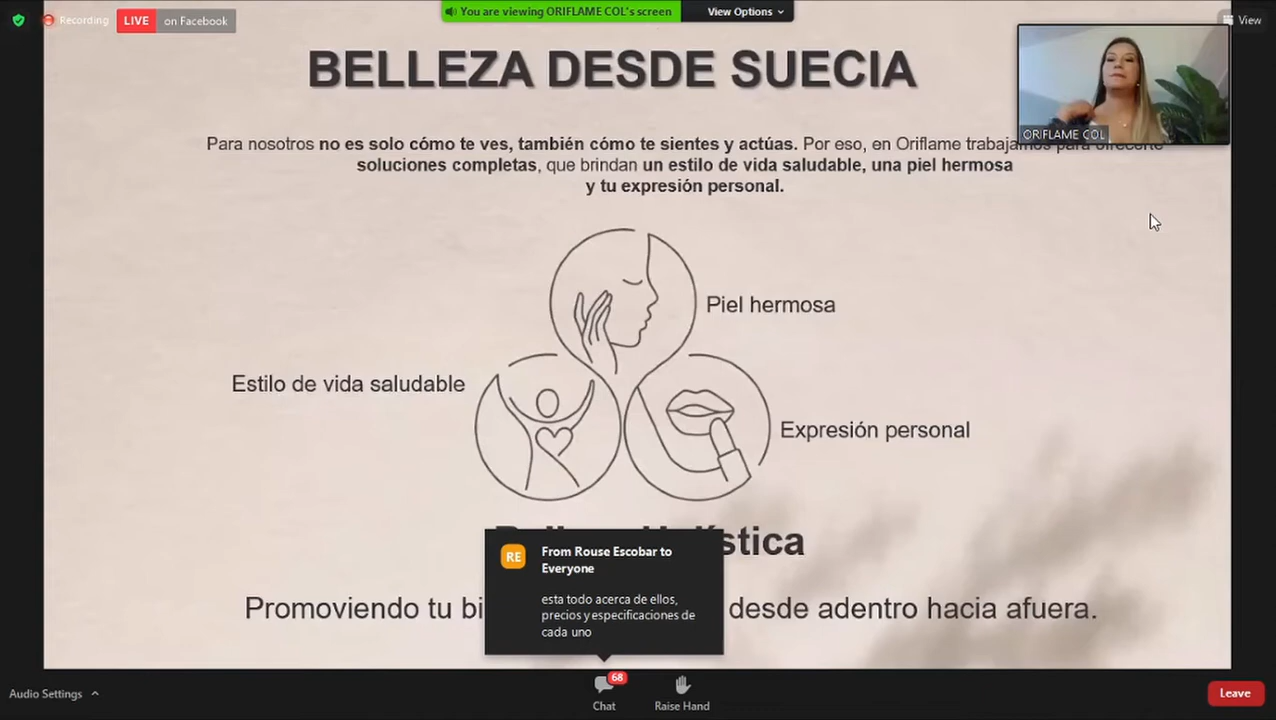 Recording
LIVE on Facebook
You are viewing ORIFLAME COL's screen
View Options
View
BELLEZA DESDE SUECIA
ORIFLAME COL
Para nosotros no es solo cómo te ves, también cómo te sientes y actúas. Por eso, en Oriflame trabajamos para ofrecerte
soluciones completas, que brindan un estilo de vida saludable, una piel hermosa
y tu expresión personal.
Piel hermosa
Estilo de vida saludable
Expresión personal
From Rouse Escobar to
Everyone
RE
esta todo acerca de ellos,
precios y especificaciones de
cada uno
Promoviendo tu bi desde adentro hacia afuera.
Audio Settings
68
Chat
Raise Hand
Leave